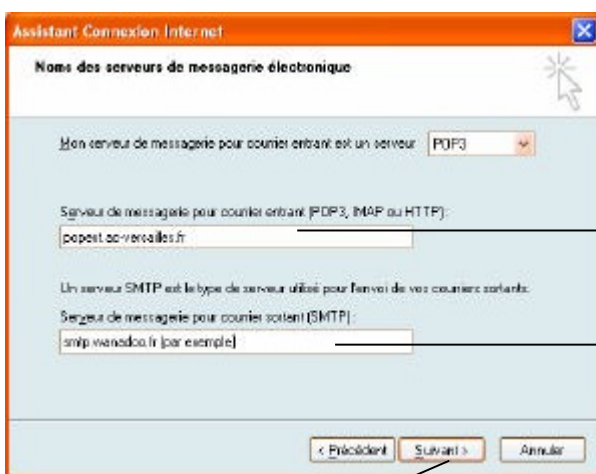 Assistant Connexion Internet
Noms des serveurs de messagerie électronique
Mon serveur de messagerie pour courrier entrant est un serveur POP3
Serveur de messagerie pour courrier entrant (POP3, IMAP ou HTTP) :
popext.ac-versailles.fr
Un serveur SMTP est le type de serveur utilisé pour l'envoi de vos courriers sortants.
Serveur de messagerie pour courrier sortant (SMTP) :
smtp.wanadoo.fr (par exemple)
< Précédent Suivant > Annuler